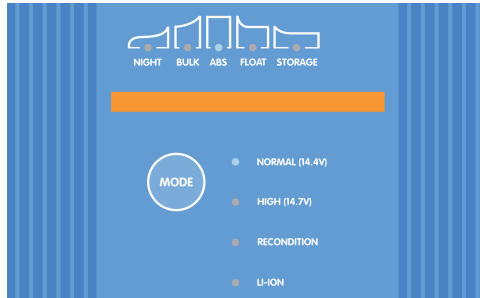 NIGHT BULK ABS FLOAT STORAGE
MODE
NORMAL (14.4V)
HIGH (14.7V)
RECONDITION
LI-ION